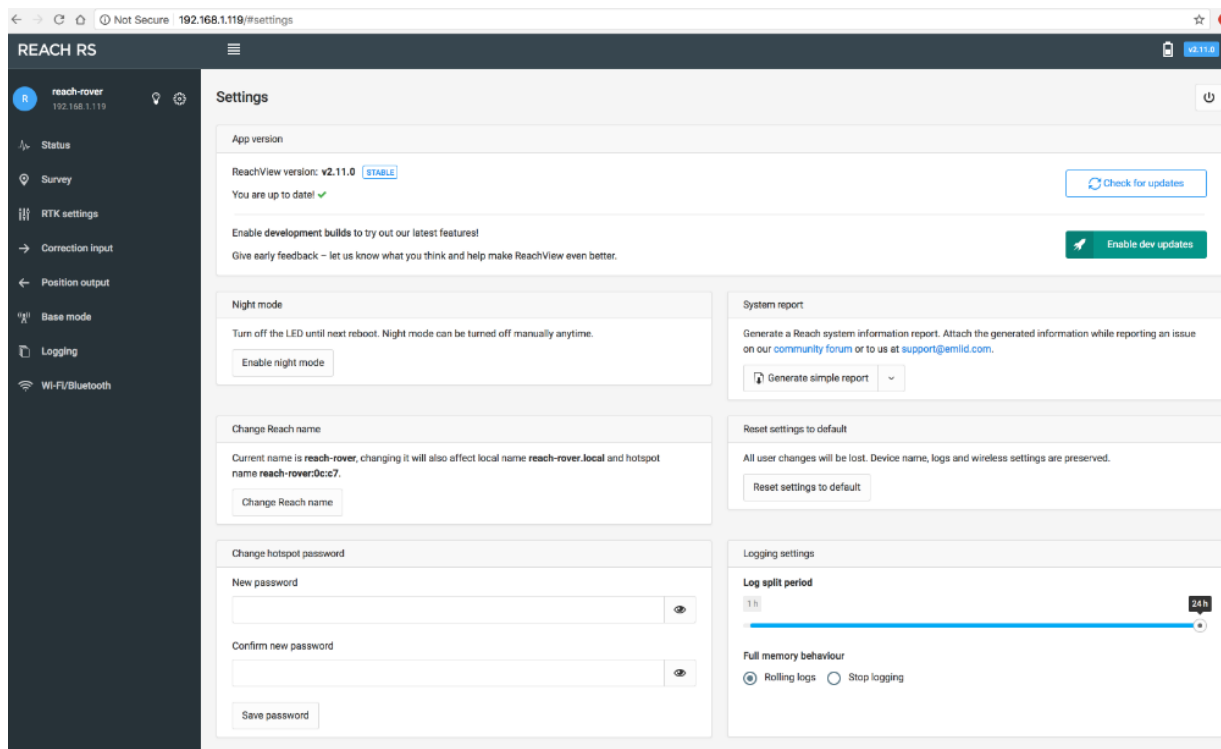 Not Secure 192.168.1.119/#settings
REACH RS
v2.11.0
R
reach-rover
192.168.1.119
Status
Survey
RTK settings
Correction input
Position output
Base mode
Logging
Wi-Fi/Bluetooth
Settings
App version
ReachView version: v2.11.0 STABLE
You are up to date!
Check for updates
Enable development builds to try out our latest features!
Give early feedback – let us know what you think and help make ReachView even better.
Enable dev updates
Night mode
Turn off the LED until next reboot. Night mode can be turned off manually anytime.
Enable night mode
System report
Generate a Reach system information report. Attach the generated information while reporting an issue
on our community forum or to us at support@emlid.com.
Generate simple report
Change Reach name
Current name is reach-rover, changing it will also affect local name reach-rover.local and hotspot
name reach-rover:0c:c7.
Change Reach name
Reset settings to default
All user changes will be lost. Device name, logs and wireless settings are preserved.
Reset settings to default
Change hotspot password
New password
Confirm new password
Save password
Logging settings
Log split period
1 h
24 h
Full memory behaviour
Rolling logs Stop logging